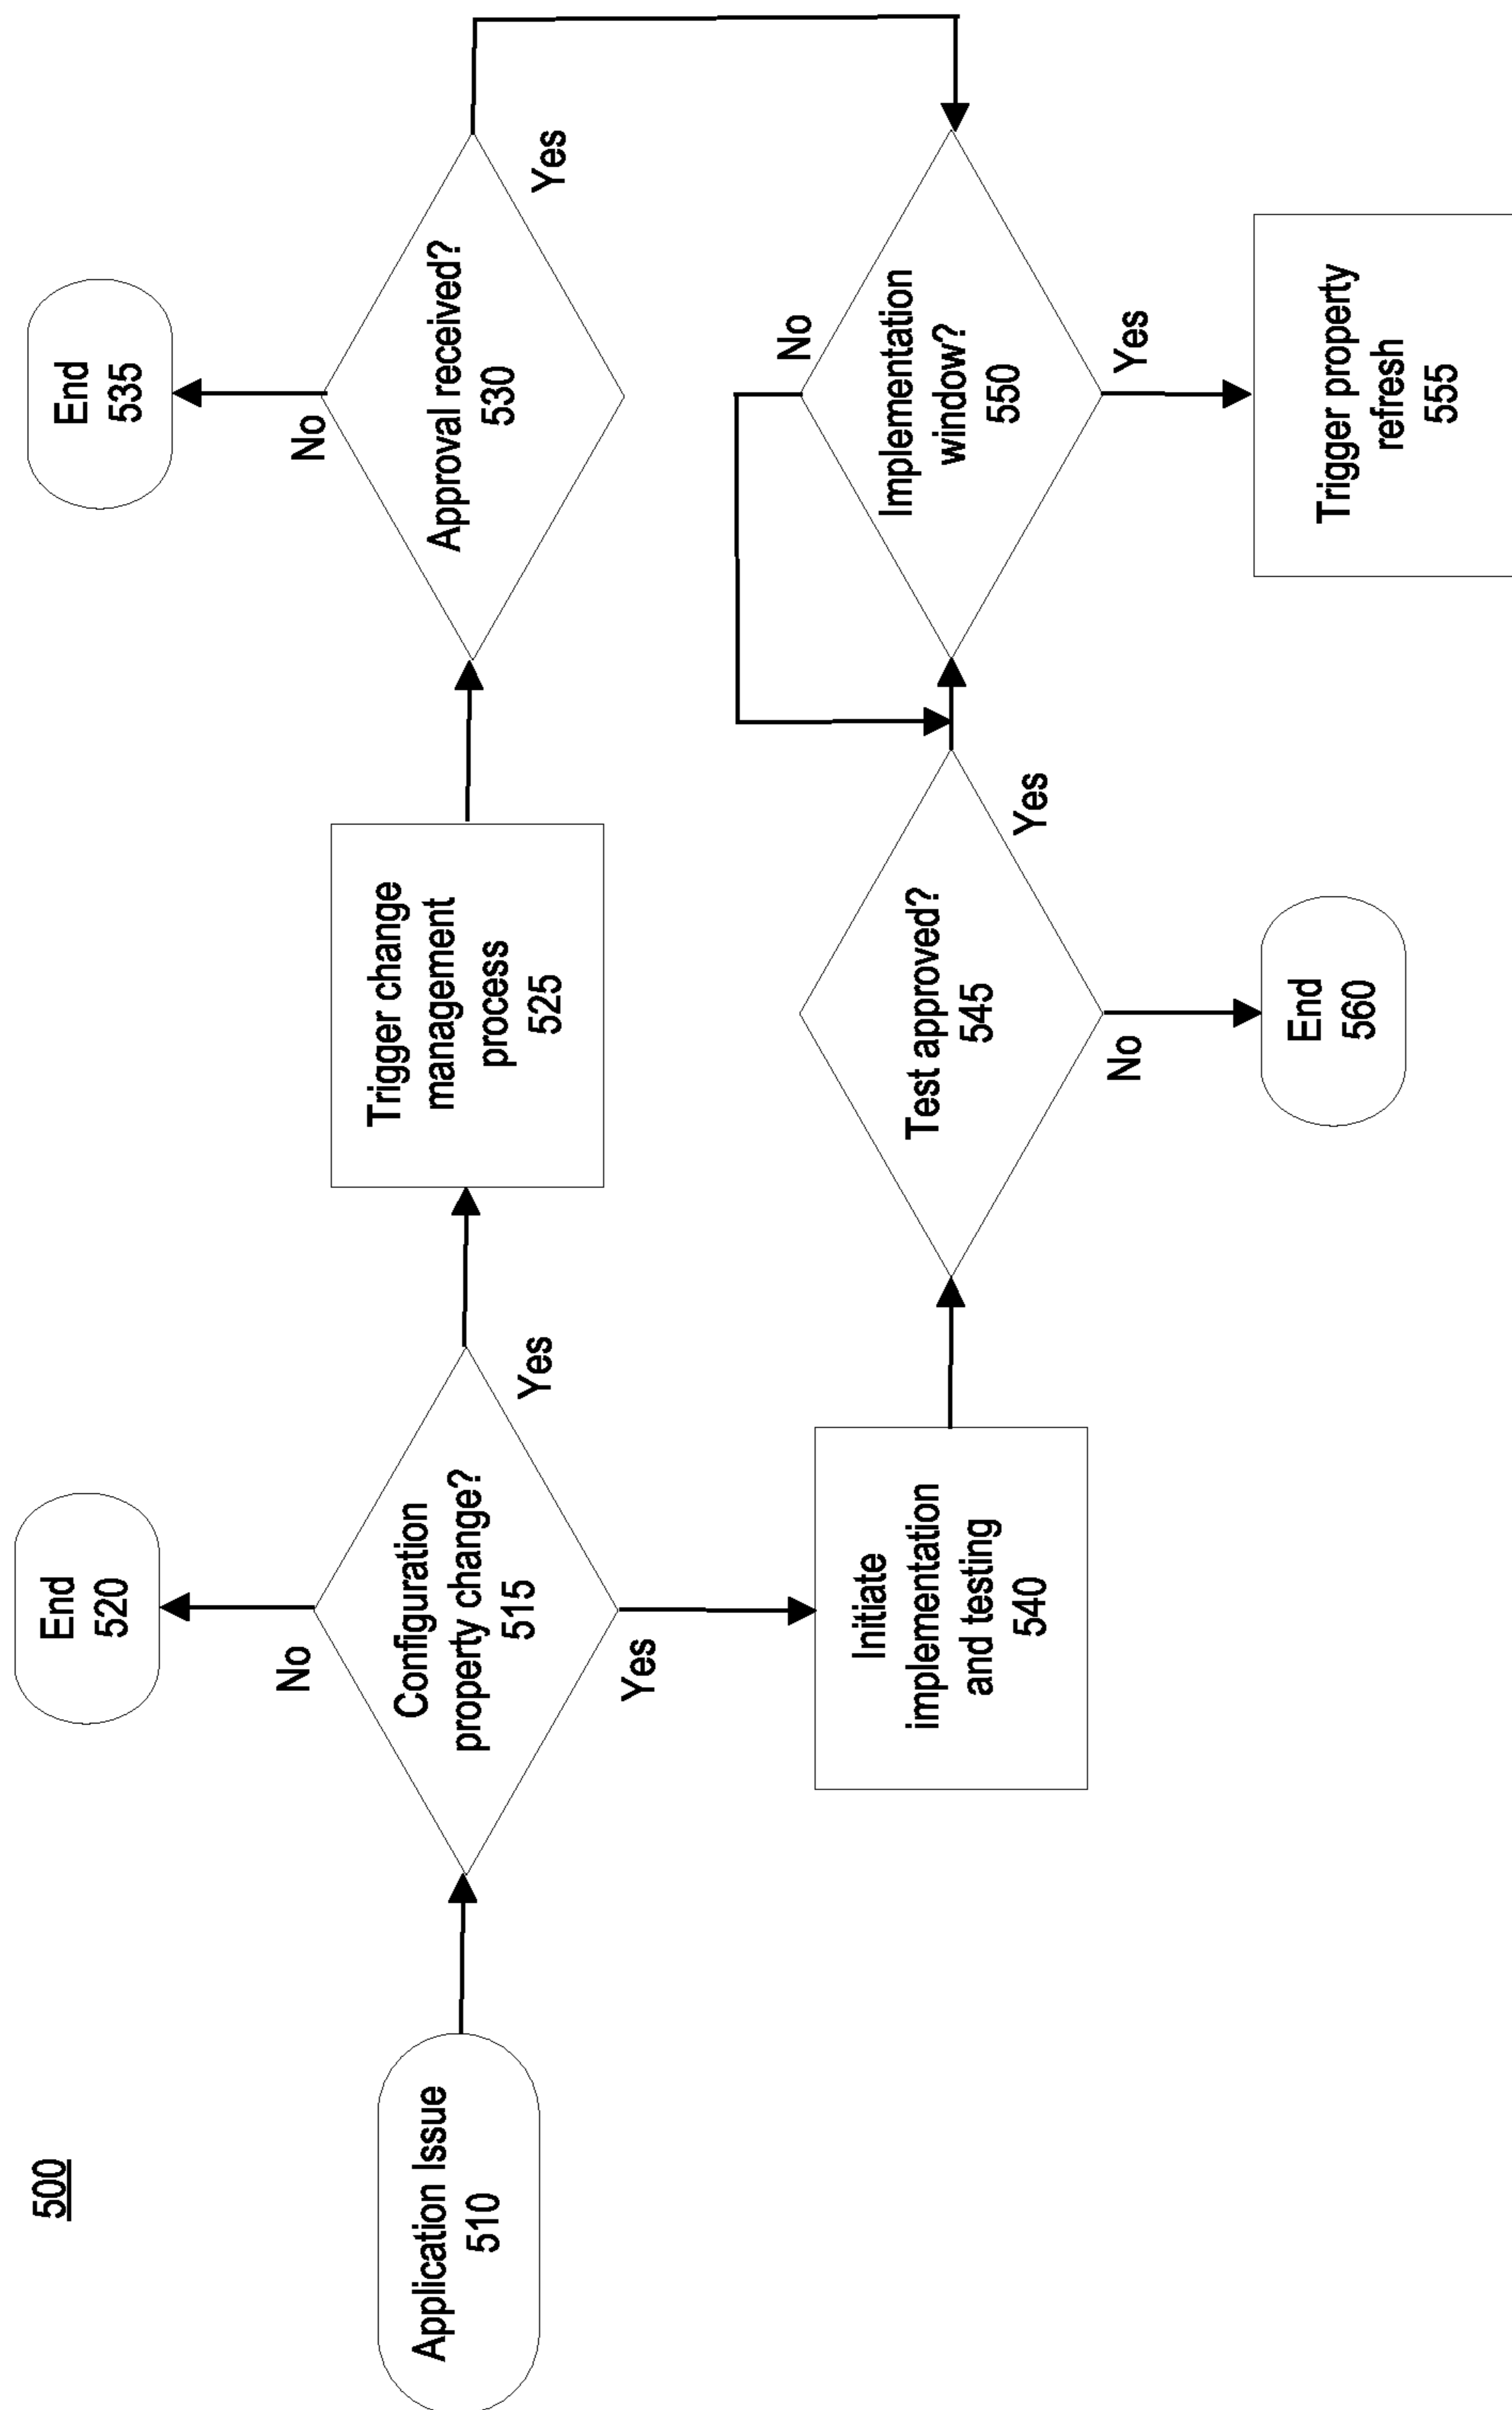 500
Application Issue
510
End
520
No
Configuration
property change?
515
Yes
Yes
Trigger change
management
process
525
End
535
No
Approval received?
530
Yes
Initiate
implementation
and testing
540
Test approved?
545
Yes
No
End
560
No
Implementation
window?
550
Yes
Trigger property
refresh
555